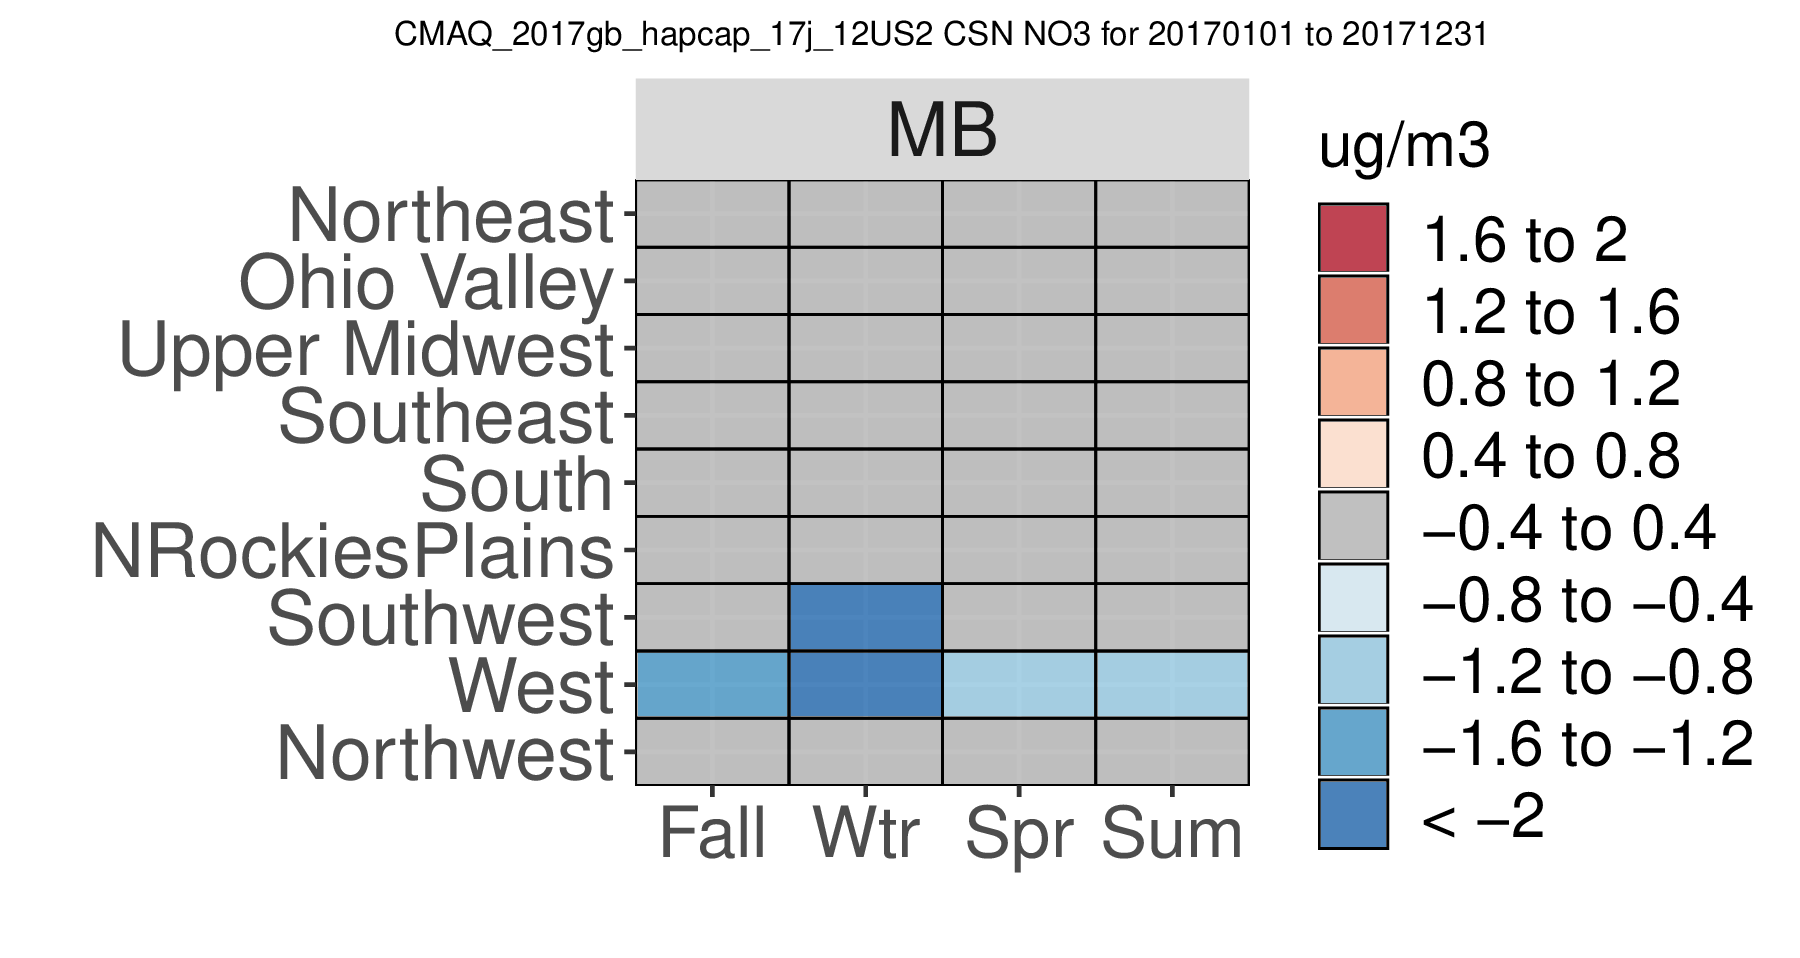 CMAQ_2017gb_hapcap_17j_12US2 CSN NO3 for 20170101 to 20171231
MB
Northeast
Ohio Valley
Upper Midwest
Southeast
South
NRockiesPlains
Southwest
West
Northwest
Fall Wtr Spr Sum
ug/m3
1.6 to 2
1.2 to 1.6
0.8 to 1.2
0.4 to 0.8
−0.4 to 0.4
−0.8 to −0.4
−1.2 to −0.8
−1.6 to −1.2
< −2